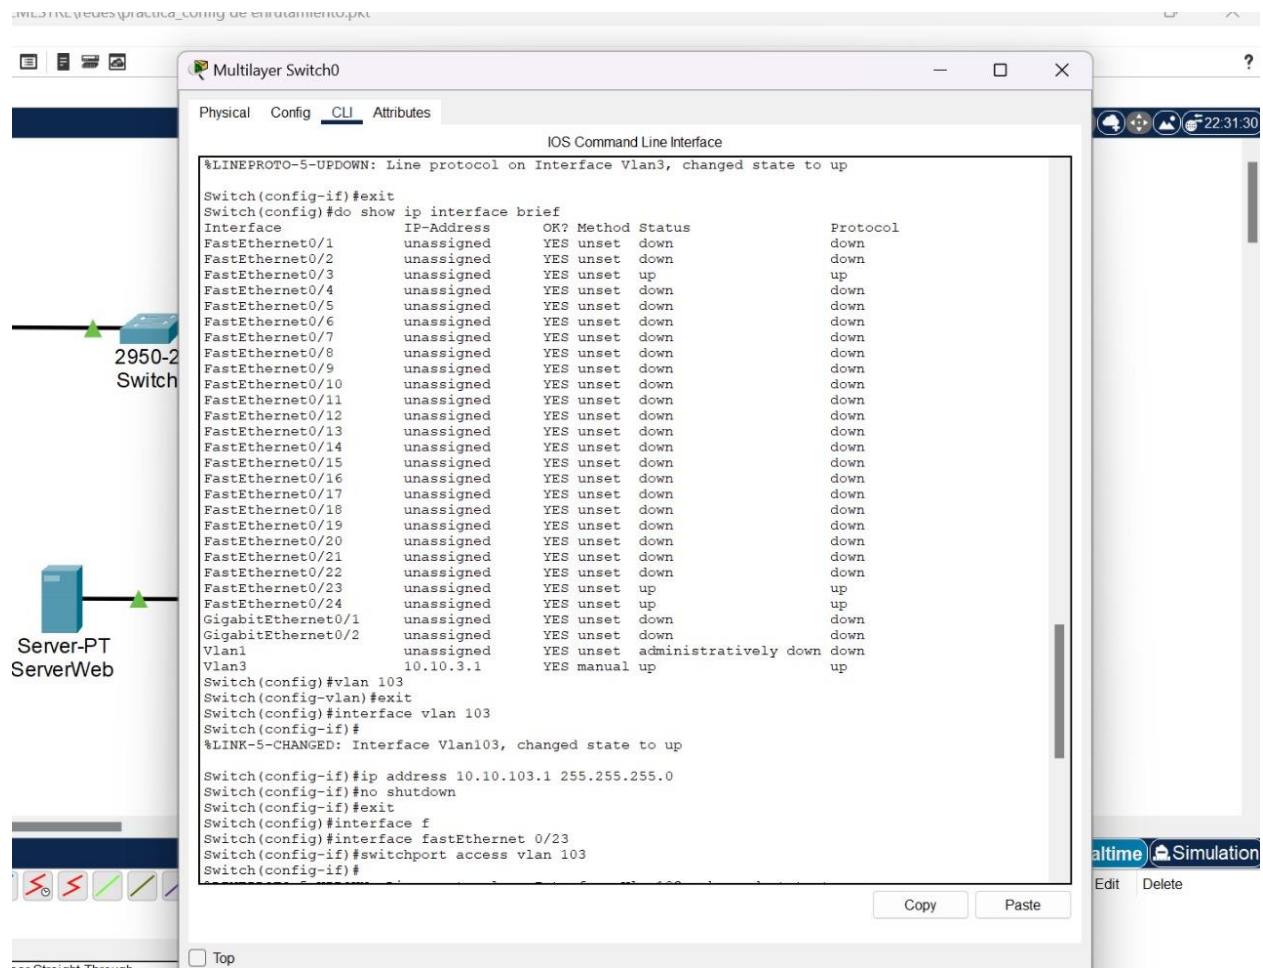 EMESTRE\redes\practica_config de enrutamiento.pkt
?
Multilayer Switch0
Physical Config CLI Attributes
22:31:30
IOS Command Line Interface
%LINEPROTO-5-UPDOWN: Line protocol on Interface Vlan3, changed state to up
Switch(config-if)#exit
Switch(config)#do show ip interface brief
Interface IP-Address OK? Method Status Protocol
FastEthernet0/1 unassigned YES unset down down
FastEthernet0/2 unassigned YES unset down down
FastEthernet0/3 unassigned YES unset up up
FastEthernet0/4 unassigned YES unset down down
FastEthernet0/5 unassigned YES unset down down
FastEthernet0/6 unassigned YES unset down down
FastEthernet0/7 unassigned YES unset down down
FastEthernet0/8 unassigned YES unset down down
FastEthernet0/9 unassigned YES unset down down
FastEthernet0/10 unassigned YES unset down down
FastEthernet0/11 unassigned YES unset down down
FastEthernet0/12 unassigned YES unset down down
FastEthernet0/13 unassigned YES unset down down
FastEthernet0/14 unassigned YES unset down down
FastEthernet0/15 unassigned YES unset down down
FastEthernet0/16 unassigned YES unset down down
FastEthernet0/17 unassigned YES unset down down
FastEthernet0/18 unassigned YES unset down down
FastEthernet0/19 unassigned YES unset down down
FastEthernet0/20 unassigned YES unset down down
FastEthernet0/21 unassigned YES unset down down
FastEthernet0/22 unassigned YES unset down down
FastEthernet0/23 unassigned YES unset up up
FastEthernet0/24 unassigned YES unset up up
GigabitEthernet0/1 unassigned YES unset down down
GigabitEthernet0/2 unassigned YES unset down down
Vlan1 unassigned YES unset administratively down down
Vlan3 10.10.3.1 YES manual up up
Switch(config)#vlan 103
Switch(config-vlan)#exit
Switch(config)#interface vlan 103
Switch(config-if)#
%LINK-5-CHANGED: Interface Vlan103, changed state to up
Switch(config-if)#ip address 10.10.103.1 255.255.255.0
Switch(config-if)#no shutdown
Switch(config-if)#exit
Switch(config)#interface f
Switch(config)#interface fastEthernet 0/23
Switch(config-if)#switchport access vlan 103
Switch(config-if)#
2950-2
Switch
Server-PT
ServerWeb
altime Simulation
Edit Delete
Copy Paste
Top